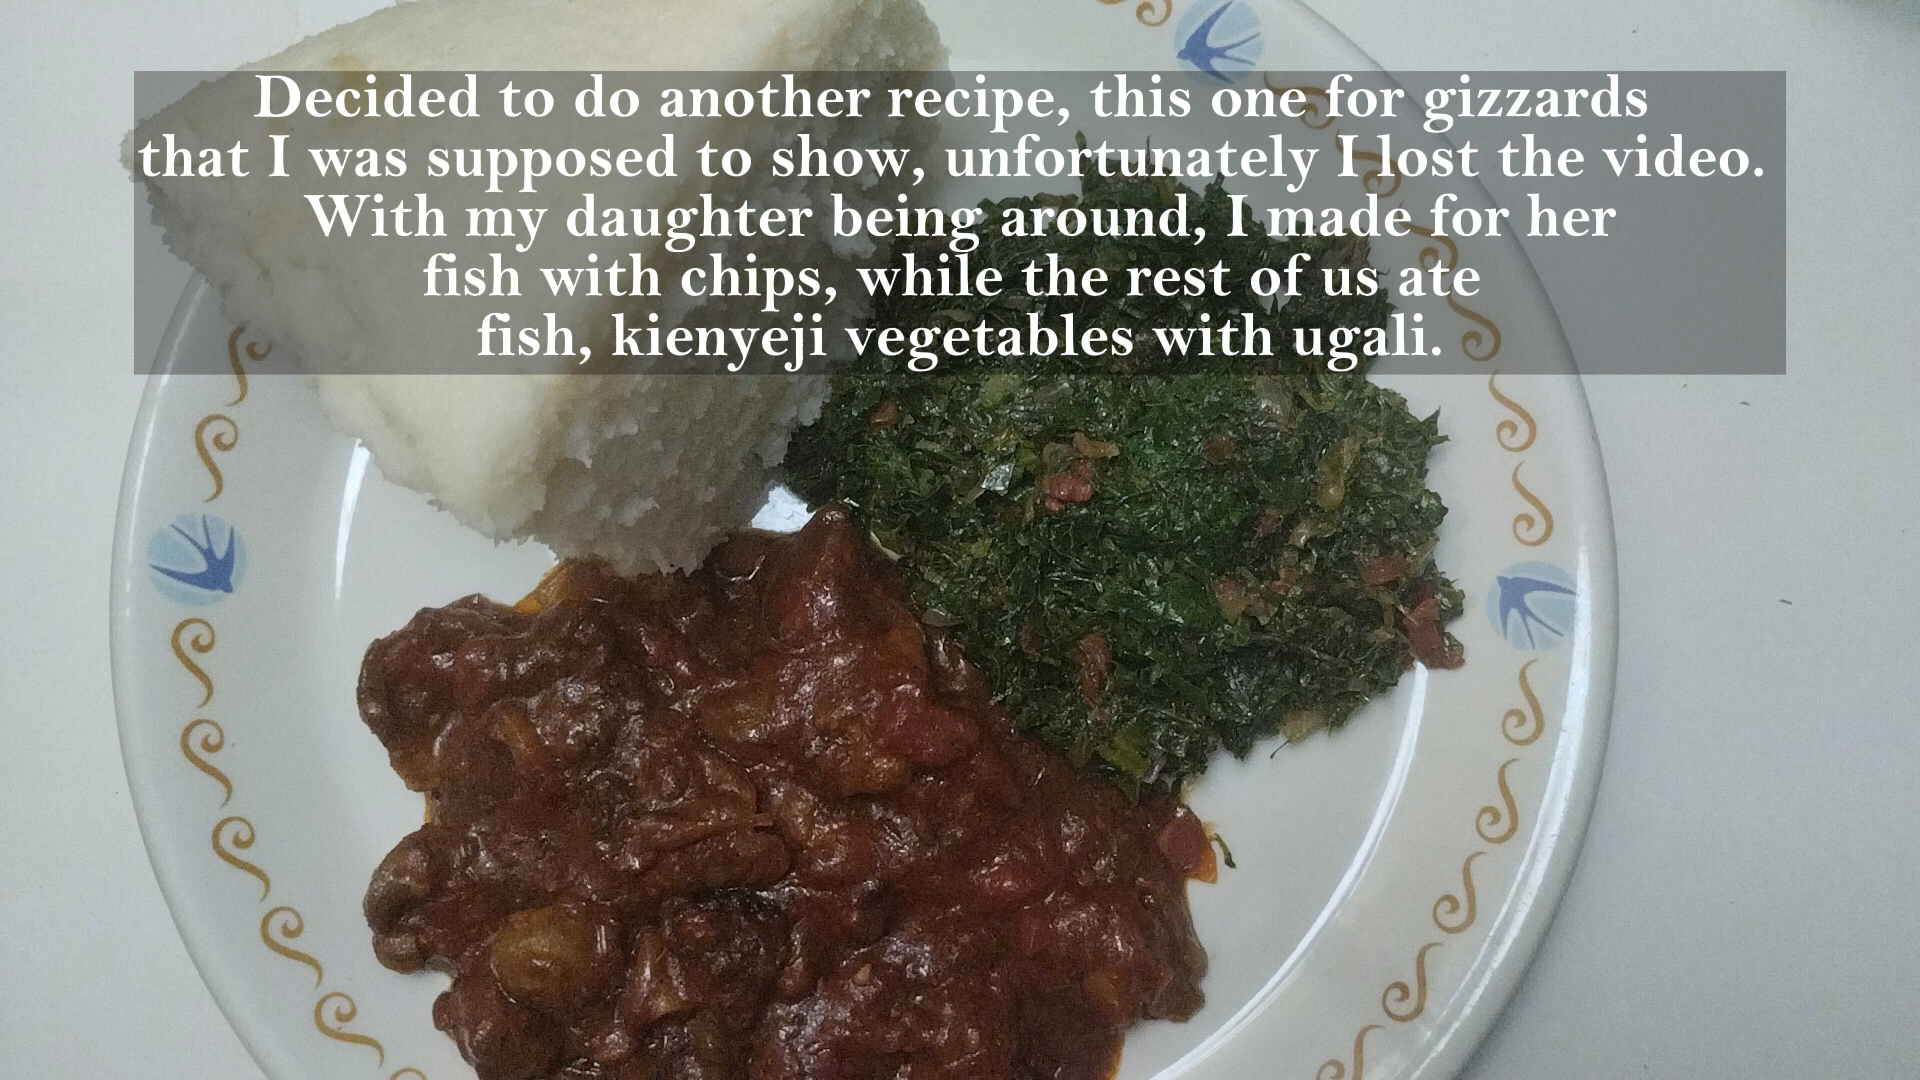 Decided to do another recipe, this one for gizzards
that I was supposed to show, unfortunately I lost the video.
With my daughter being around, I made for her
fish with chips, while the rest of us ate
fish, kienyeji vegetables with ugali.